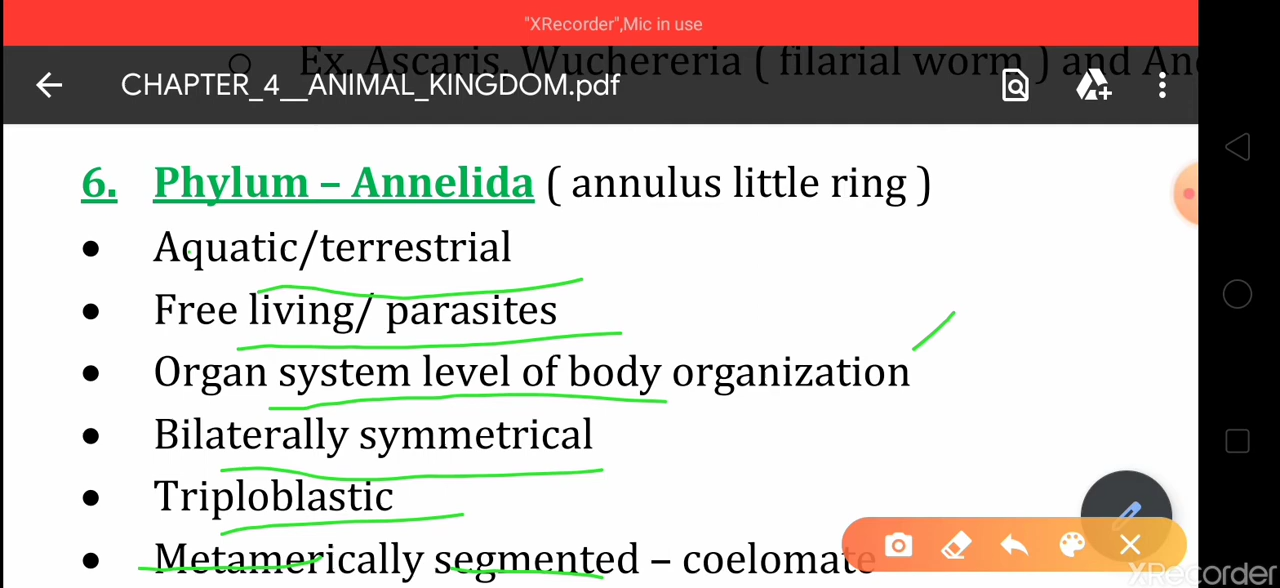 "XRecorder",Mic in use
Ex. Ascaris, Wuchereria ( filarial worm ) and
CHAPTER_4__ANIMAL_KINGDOM.pdf
6. Phylum – Annelida ( annulus little ring )
• Aquatic/terrestrial
• Free living/ parasites
• Organ system level of body organization
• Bilaterally symmetrical
• Triploblastic
• Metamerically segmented – coelomate
XRecorder